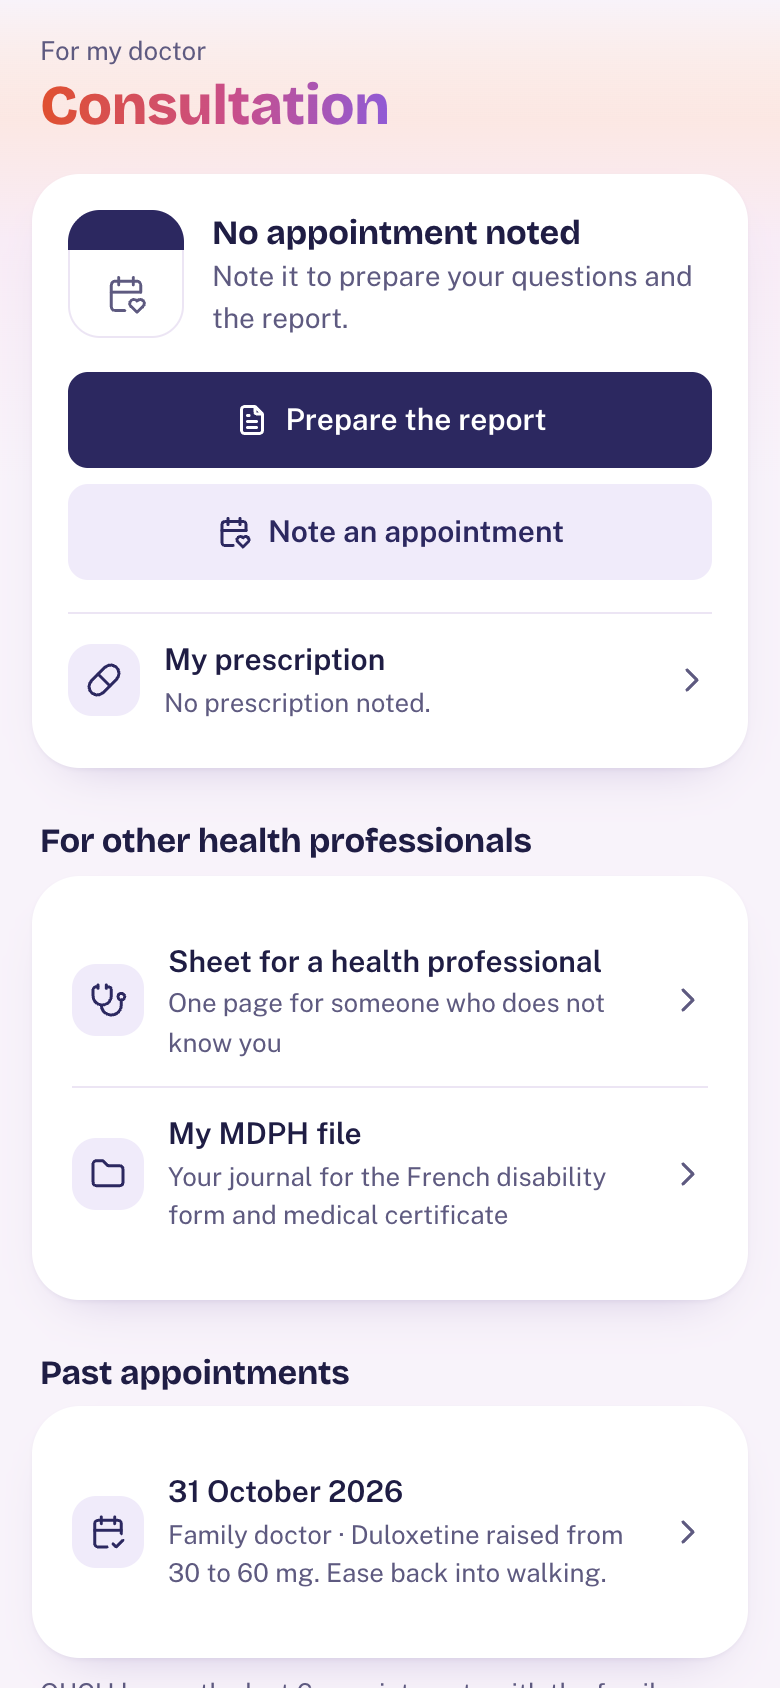 For my doctor
Consultation
No appointment noted
Note it to prepare your questions and
the report.
Prepare the report
Note an appointment
My prescription
No prescription noted.
For other health professionals
Sheet for a health professional
One page for someone who does not
know you
My MDPH file
Your journal for the French disability
form and medical certificate
Past appointments
31 October 2026
Family doctor · Duloxetine raised from
30 to 60 mg. Ease back into walking.